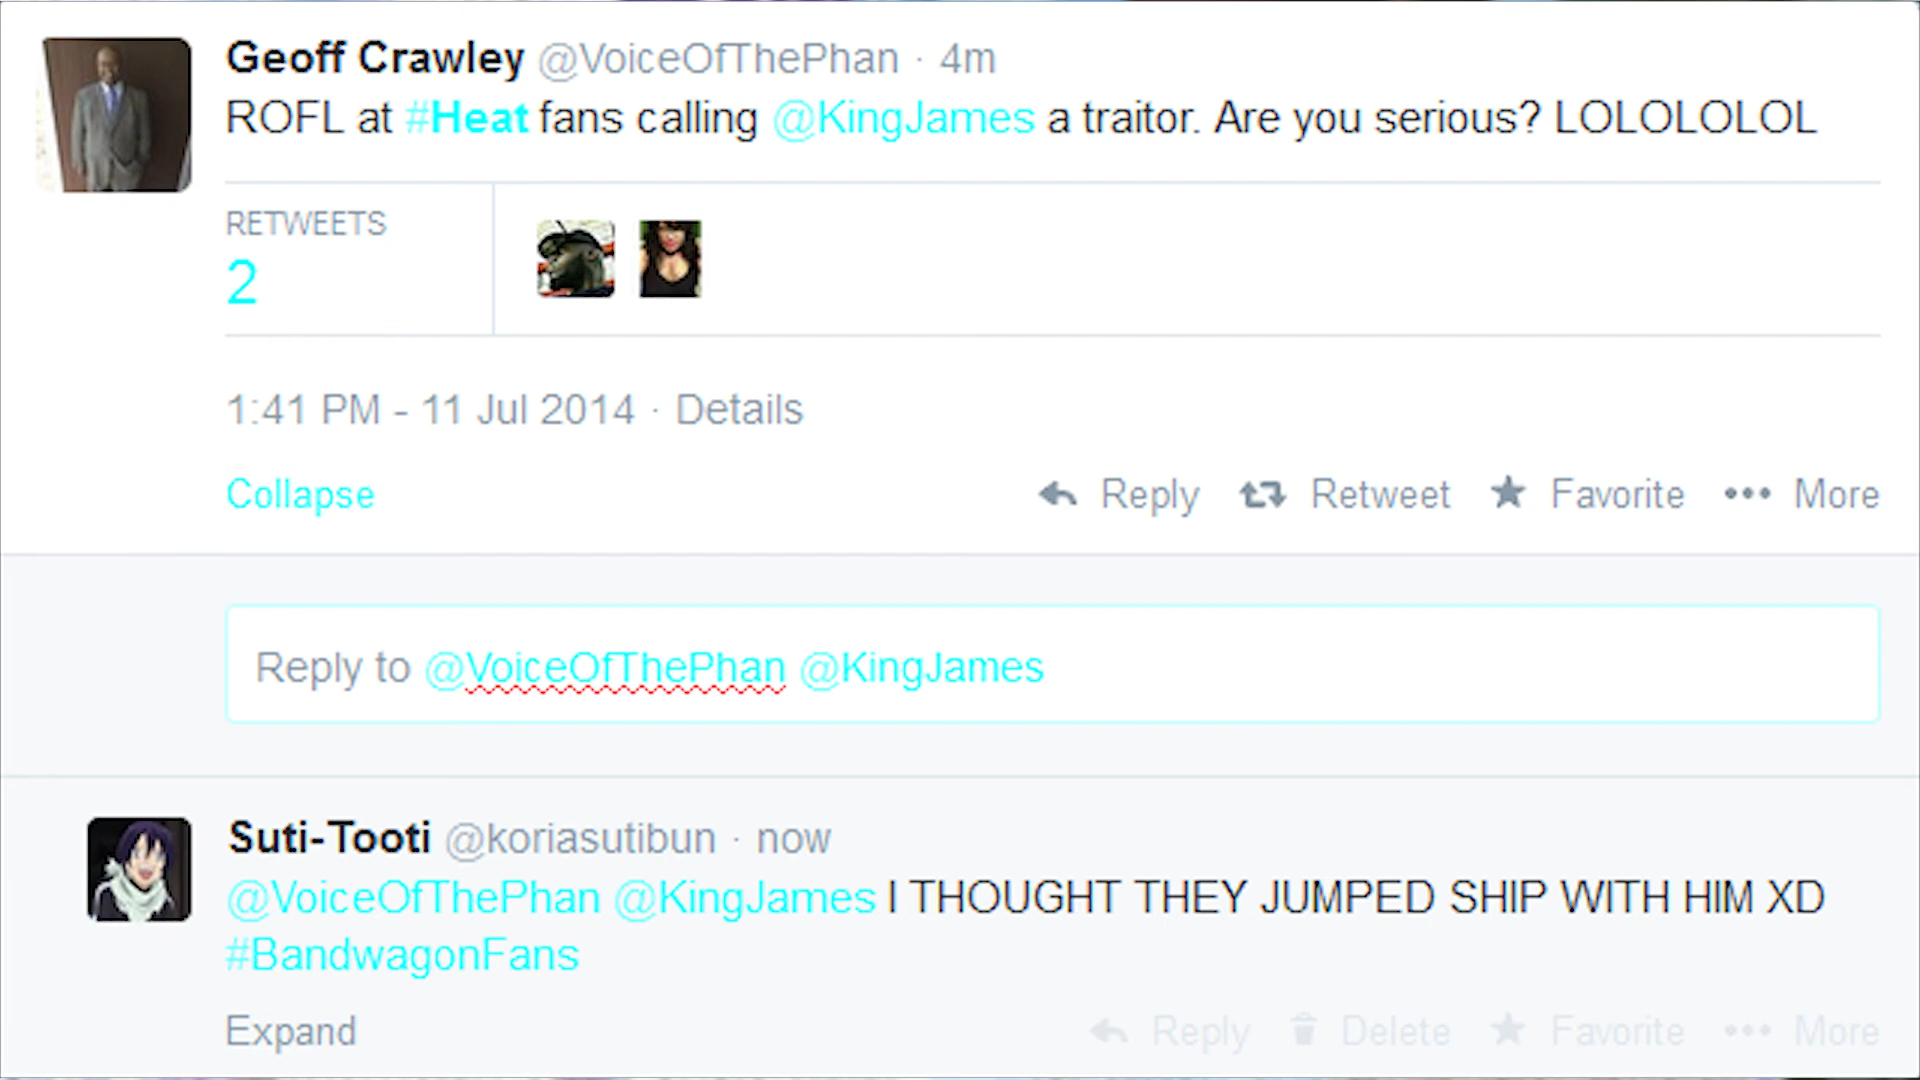 Geoff Crawley @VoiceOfThePhan · 4m
ROFL at #Heat fans calling @KingJames a traitor. Are you serious? LOLOLOLOL
RETWEETS
2
1:41 PM - 11 Jul 2014 · Details
Collapse Reply Retweet Favorite More
Reply to @VoiceOfThePhan @KingJames
Suti-Tooti @koriasutibun · now
@VoiceOfThePhan @KingJames I THOUGHT THEY JUMPED SHIP WITH HIM XD
#BandwagonFans
Expand Reply Delete Favorite More